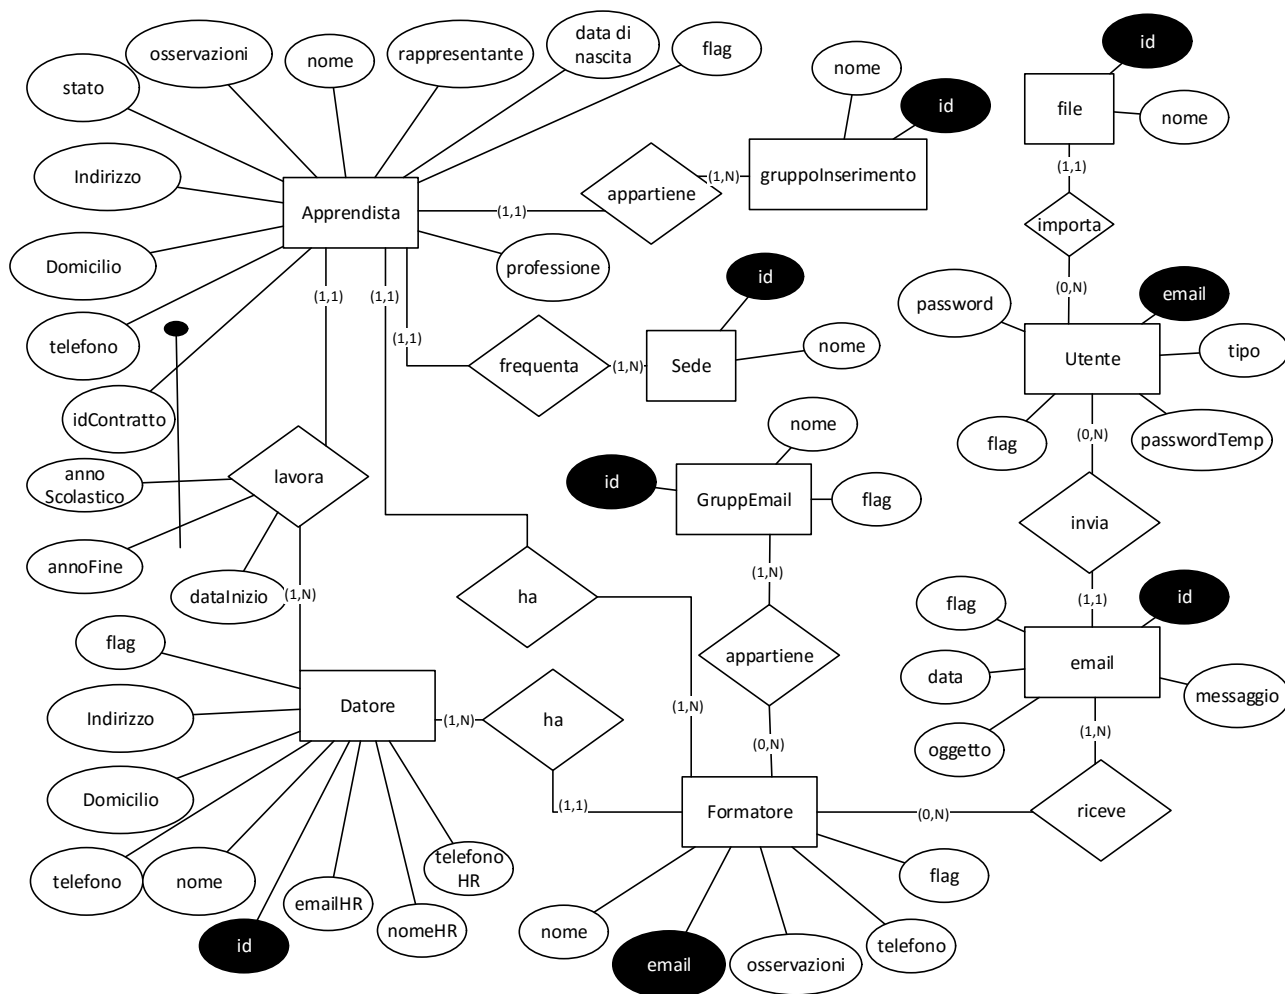 osservazioni
nome
rappresentante
data di
nascita
flag
stato
Indirizzo
Apprendista
Domicilio
telefono
idContratto
professione
(1,1)
appartiene
(1,N)
nome
id
gruppoInserimento
id
file
nome
(1,1)
importa
(0,N)
(1,1)
(1,1)
(1,1)
frequenta
(1,N)
id
Sede
nome
password
email
Utente
tipo
flag
passwordTemp
(0,N)
invia
(1,1)
anno
Scolastico
lavora
annoFine
dataInizio
(1,N)
nome
id
GruppEmail
flag
(1,N)
ha
appartiene
(1,N)
(0,N)
flag
id
data
email
messaggio
oggetto
(1,N)
riceve
(0,N)
flag
Indirizzo
Datore
(1,N)
ha
(1,1)
Domicilio
telefono
nome
id
emailHR
nomeHR
telefono
HR
Formatore
nome
email
osservazioni
telefono
flag